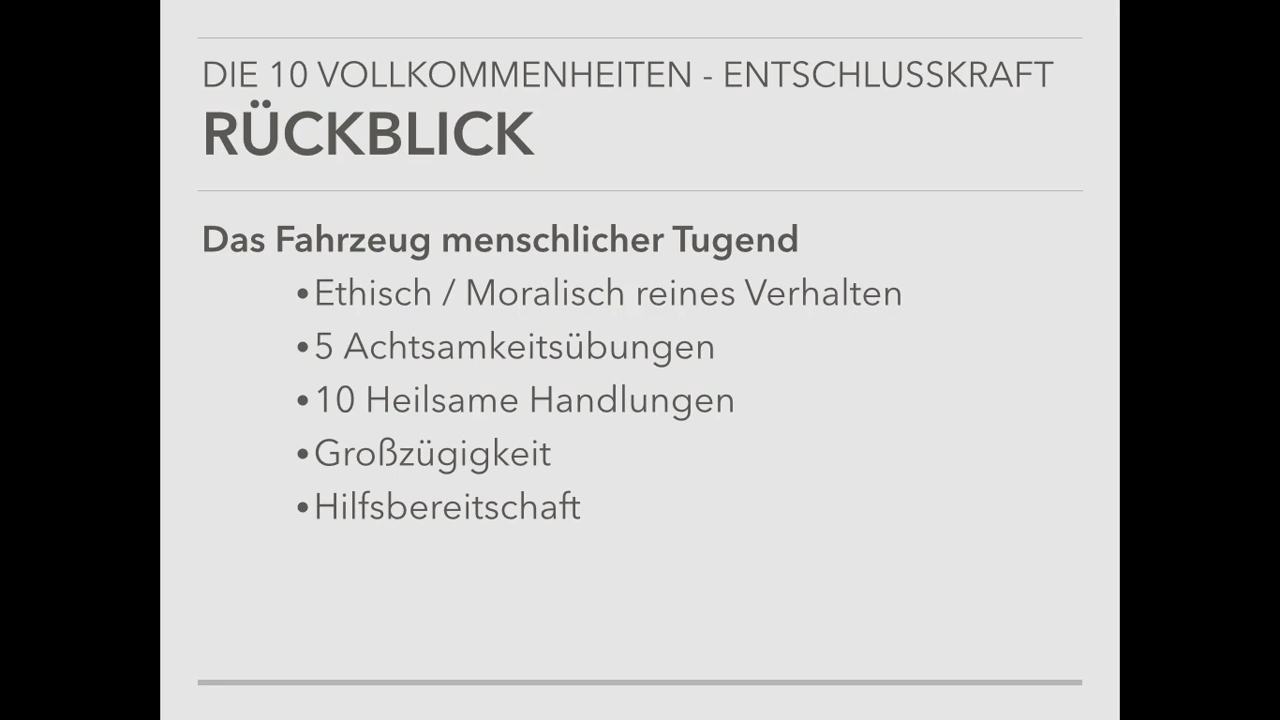 DIE 10 VOLLKOMMENHEITEN - ENTSCHLUSSKRAFT
RÜCKBLICK
Das Fahrzeug menschlicher Tugend
•Ethisch / Moralisch reines Verhalten
•5 Achtsamkeitsübungen
•10 Heilsame Handlungen
•Großzügigkeit
•Hilfsbereitschaft